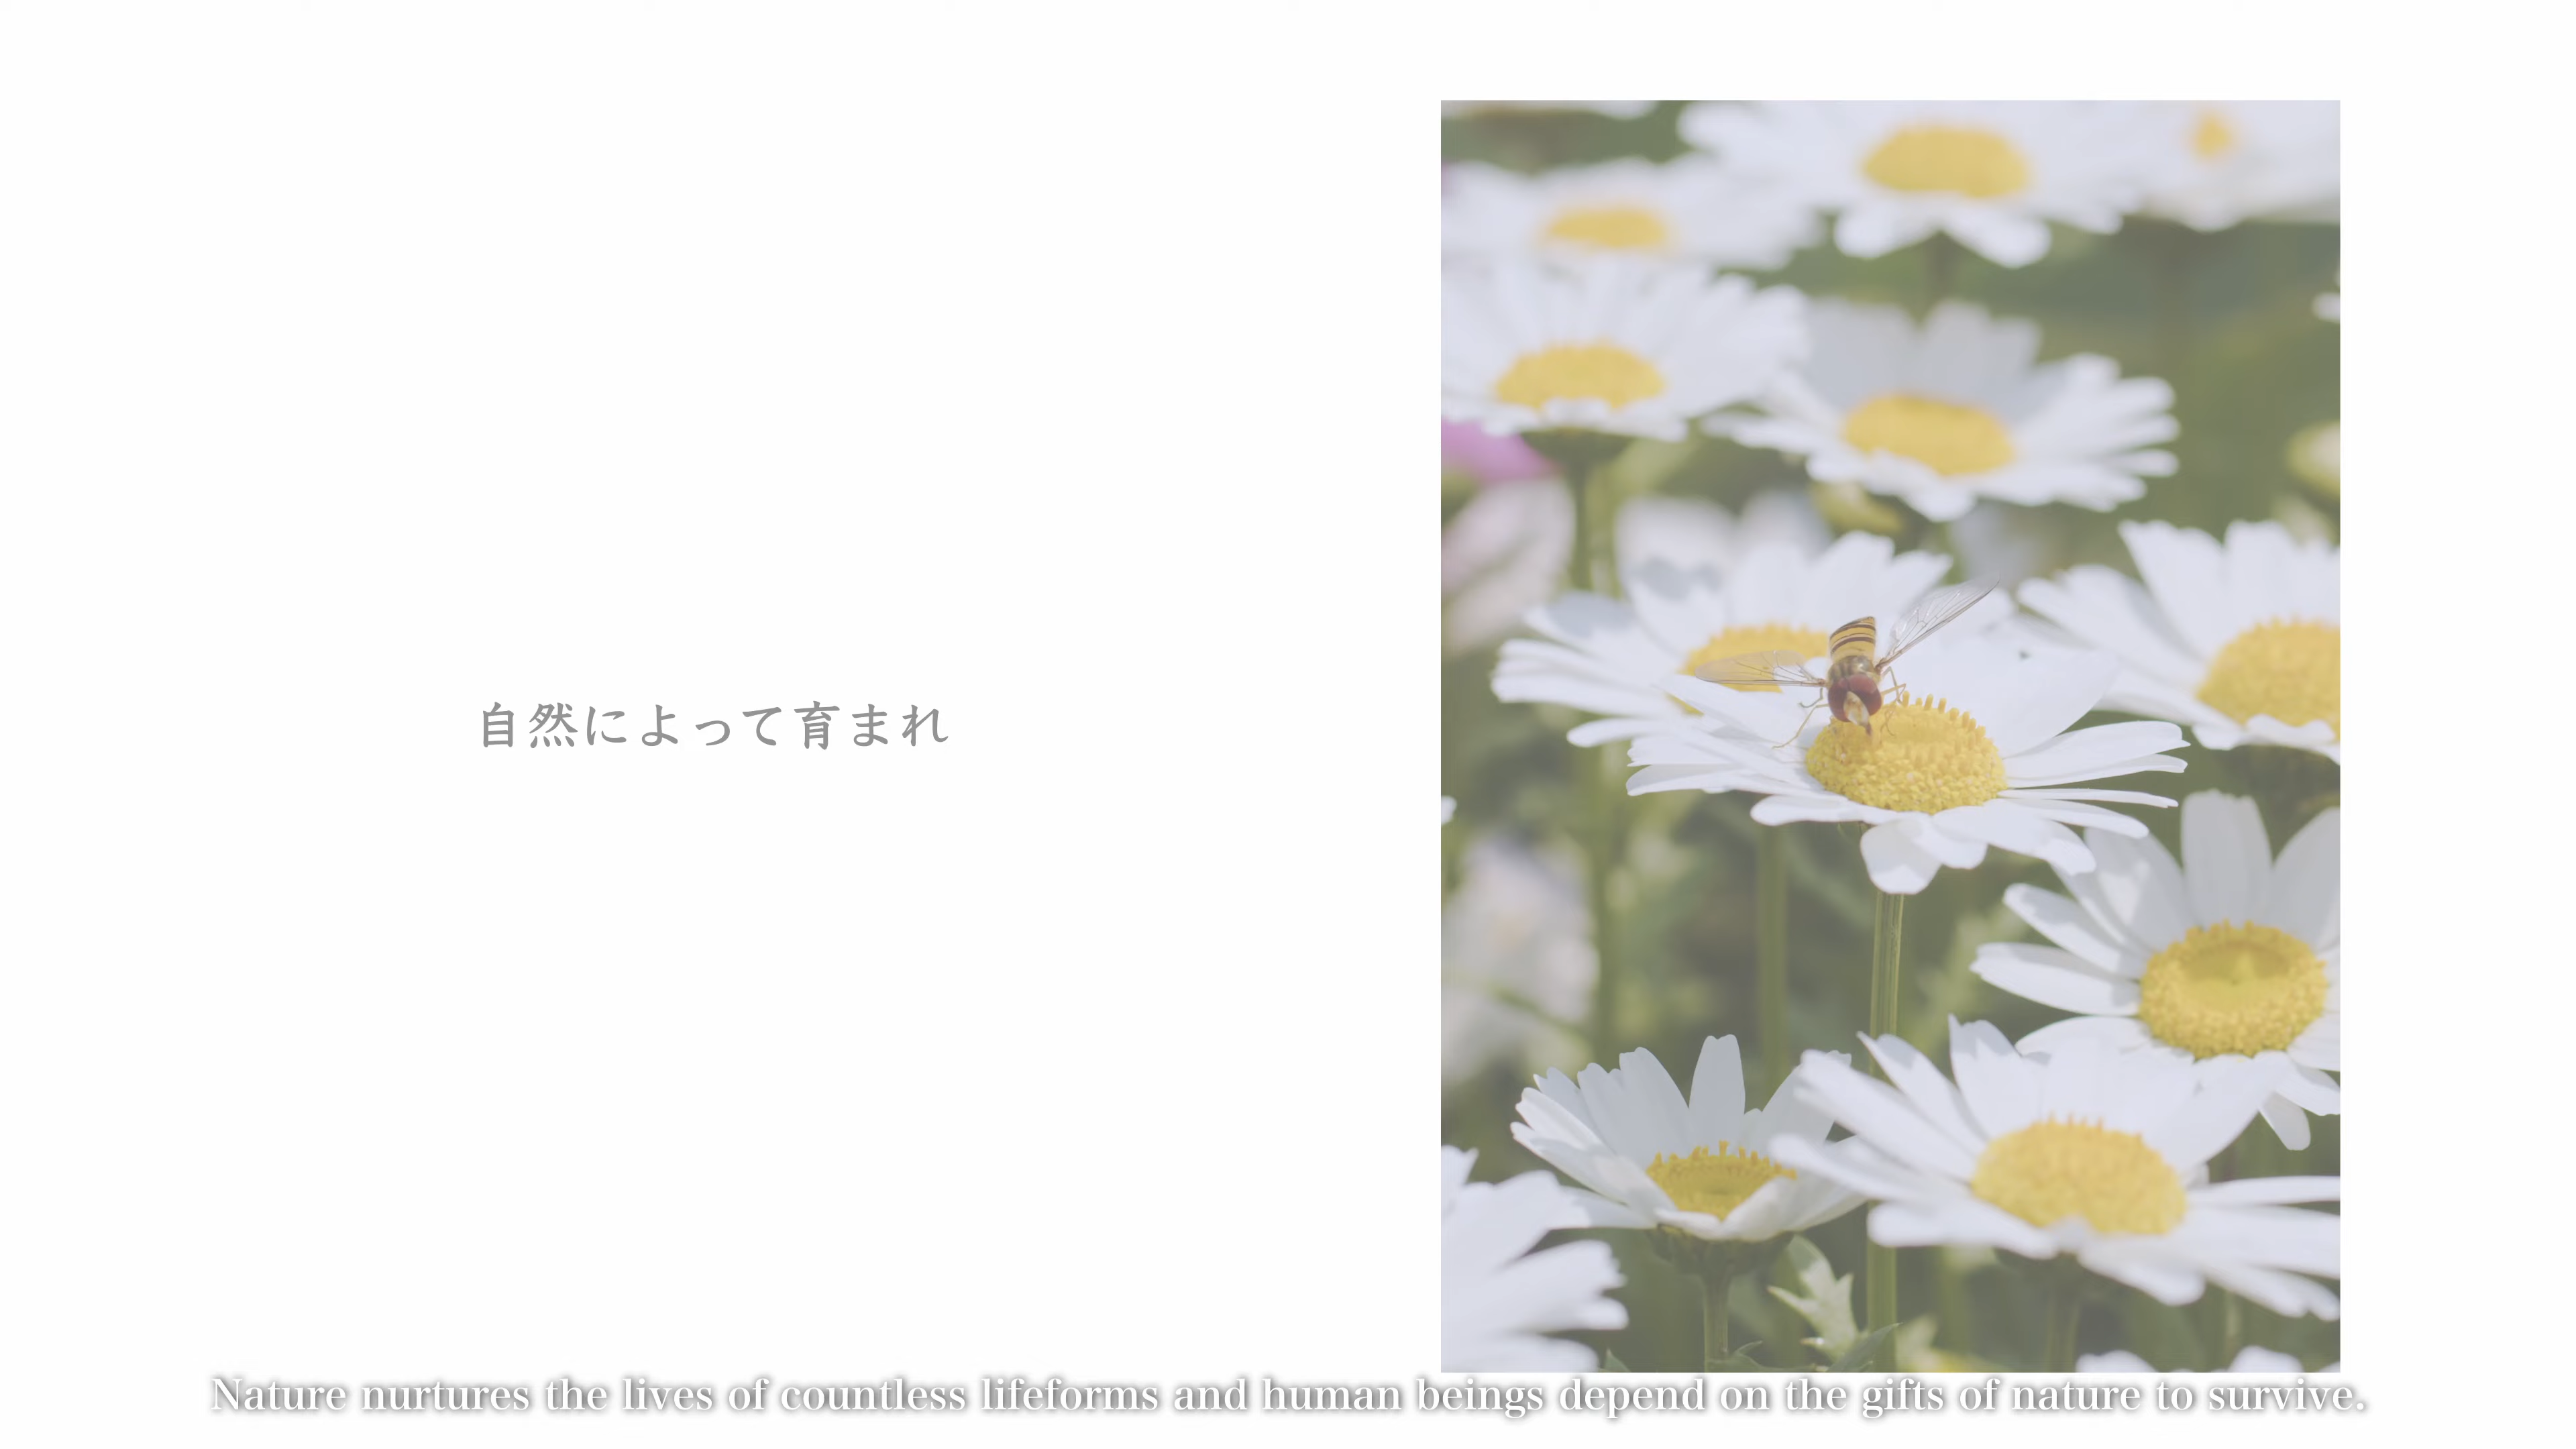 自然によって育まれ
Nature nurtures the lives of countless lifeforms and human beings depend on the gifts of nature to survive.